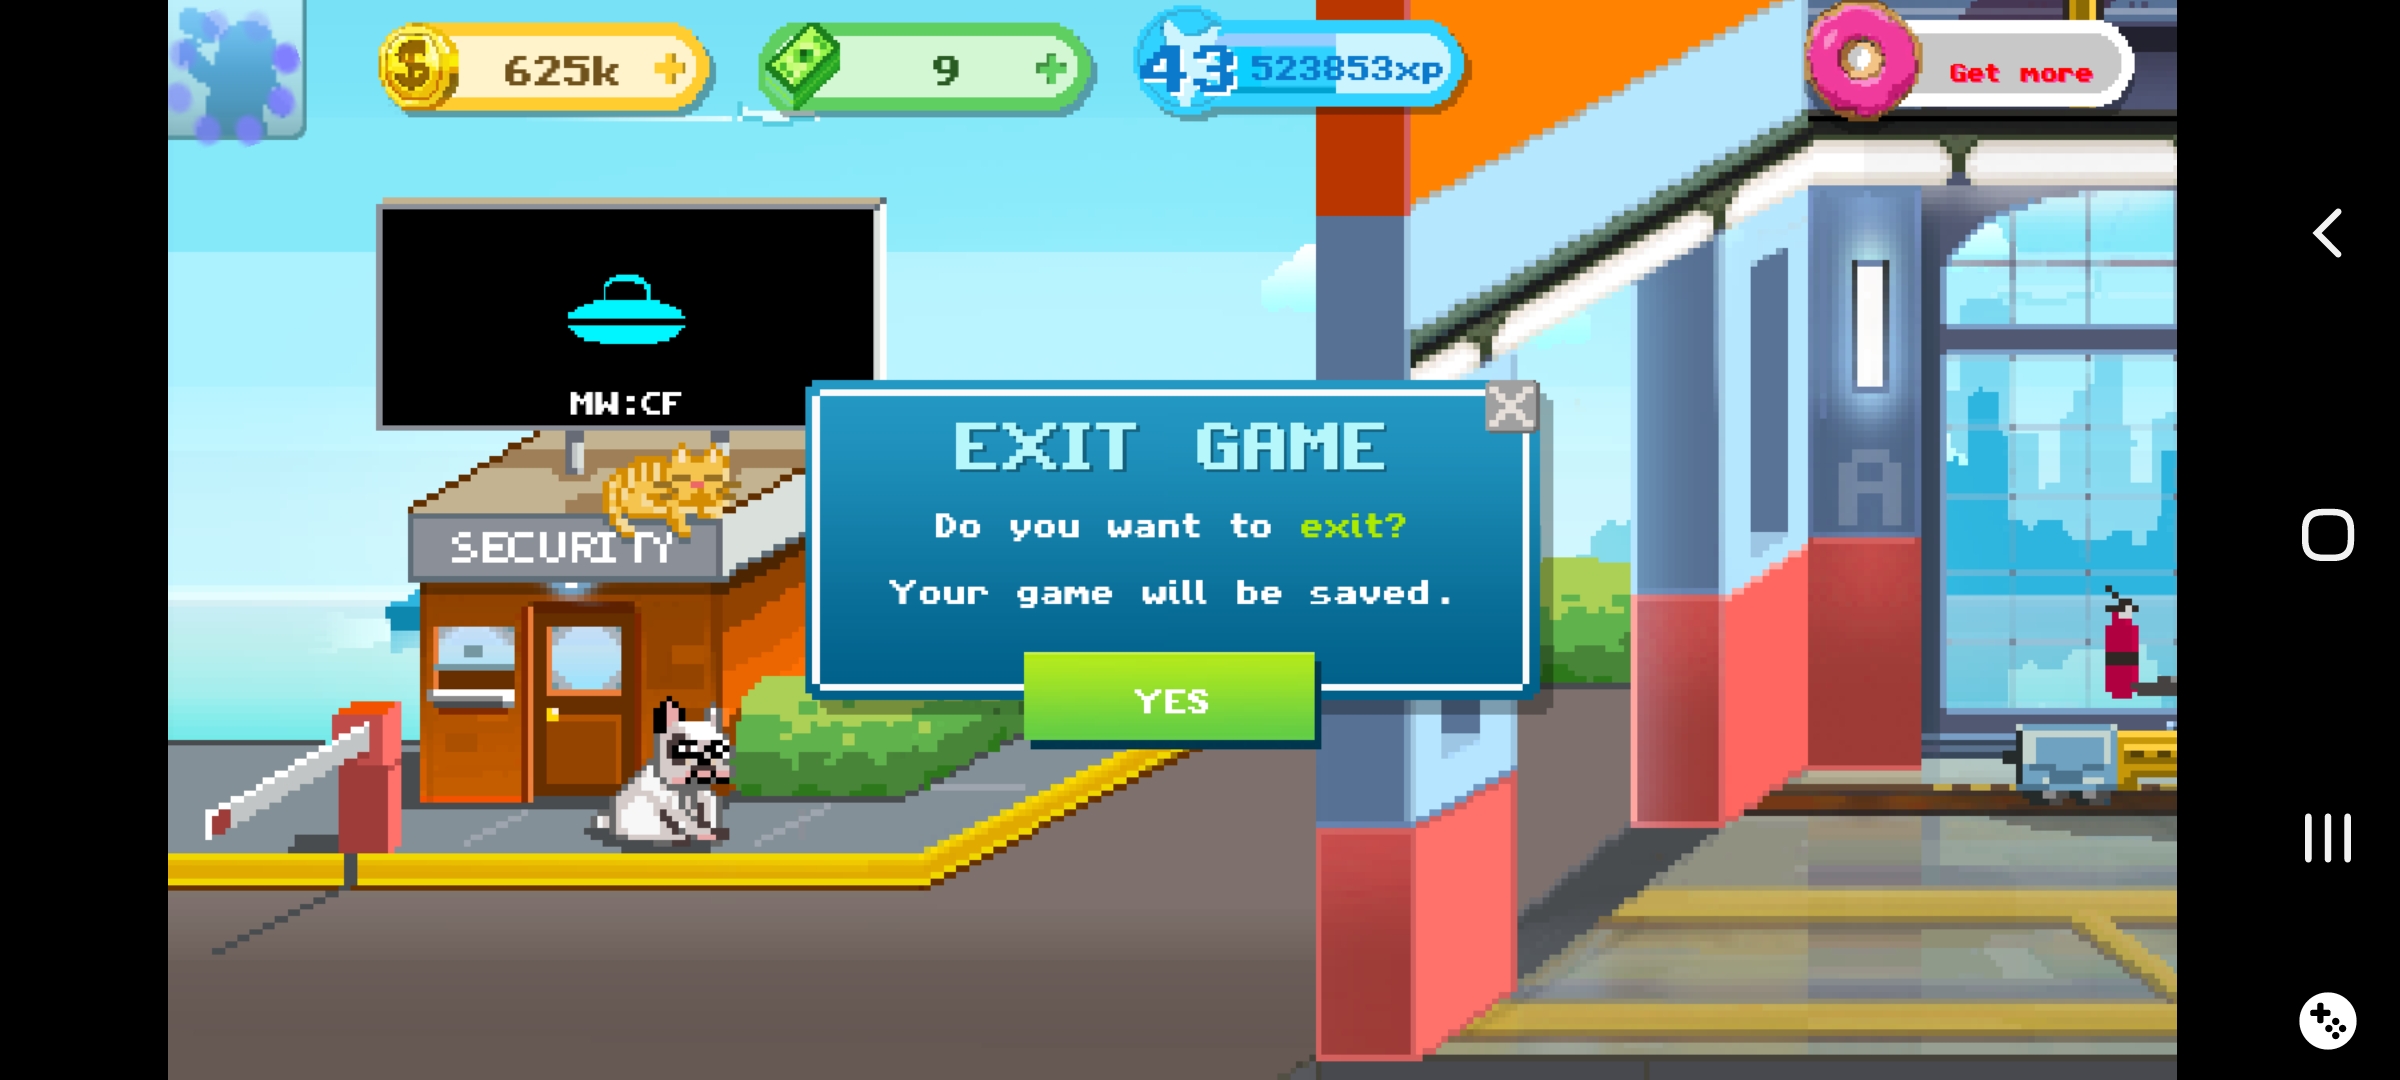 625k
9
43
523853xp
Get more
MW:CF
SECURITY
A
EXIT GAME
Do you want to exit?
Your game will be saved.
YES